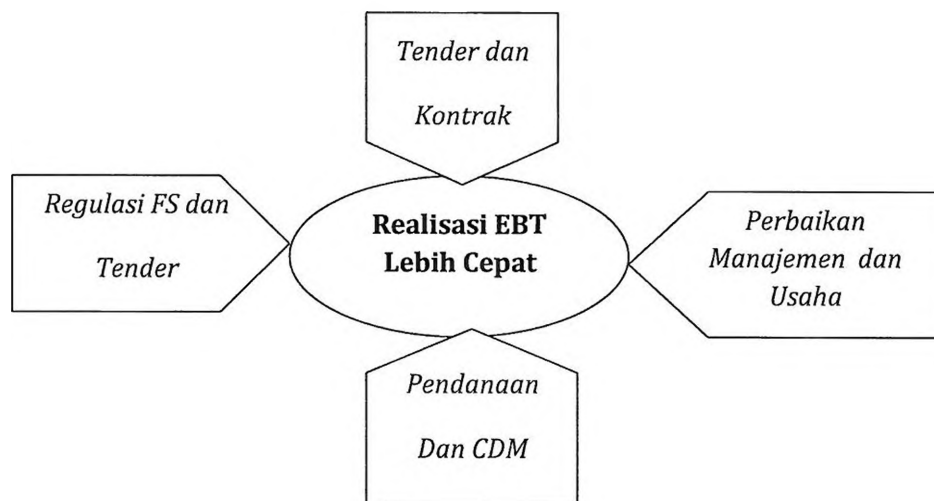 Tender dan
Kontrak
Regulasi FS dan
Tender
Realisasi EBT
Lebih Cepat
Perbaikan
Manajemen dan
Usaha
Pendanaan
Dan CDM